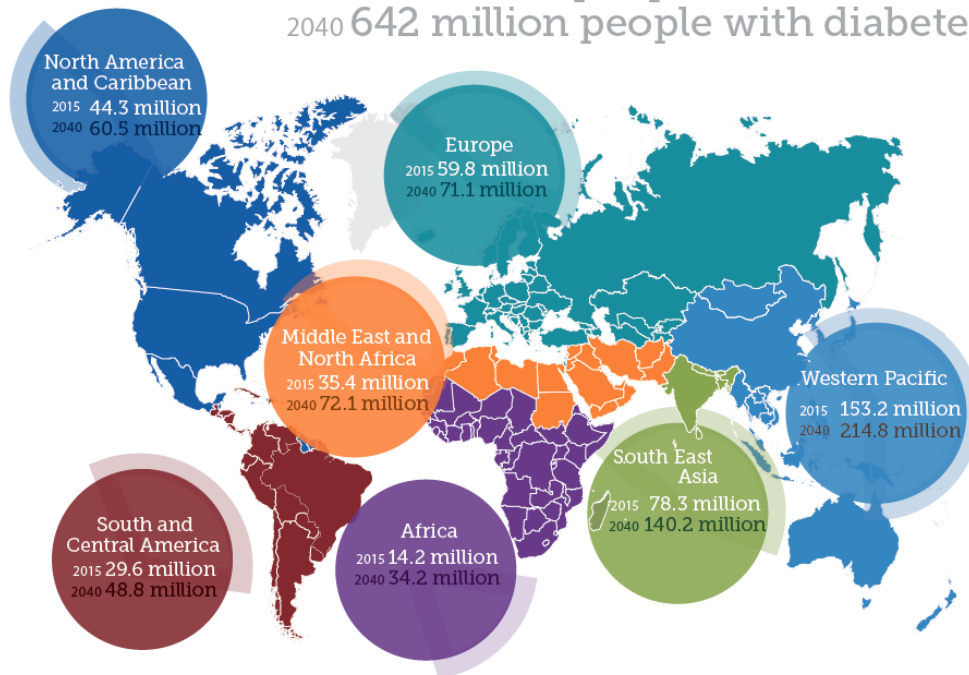 2040 642 million people with diabete
North America
and Caribbean
2015 44.3 million
2040 60.5 million
Europe
2015 59.8 million
2040 71.1 million
Middle East and
North Africa
2015 35.4 million
2040 72.1 million
Western Pacific
2015 153.2 million
2040 214.8 million
South East
Asia
2015 78.3 million
2040 140.2 million
South and
Central America
2015 29.6 million
2040 48.8 million
Africa
2015 14.2 million
2040 34.2 million